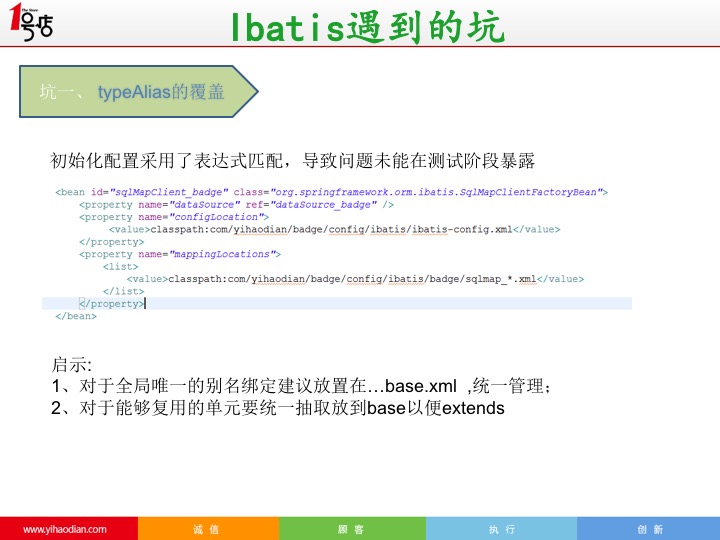 The Store
1号店
Ibatis遇到的坑
坑一、 typeAlias的覆盖
初始化配置采用了表达式匹配，导致问题未能在测试阶段暴露
<bean id="sqlMapClient_badge" class="org.springframework.orm.ibatis.SqlMapClientFactoryBean">
<property name="dataSource" ref="dataSource_badge" />
<property name="configLocation">
<value>classpath:com/yihaodian/badge/config/ibatis/ibatis-config.xml</value>
</property>
<property name="mappingLocations">
<list>
<value>classpath:com/yihaodian/badge/config/ibatis/badge/sqlmap_*.xml</value>
</list>
</property>
</bean>
启示:
1、对于全局唯一的别名绑定建议放置在…base.xml ,统一管理；
2、对于能够复用的单元要统一抽取放到base以便extends
www.yihaodian.com 诚 信 顾 客 执 行 创 新